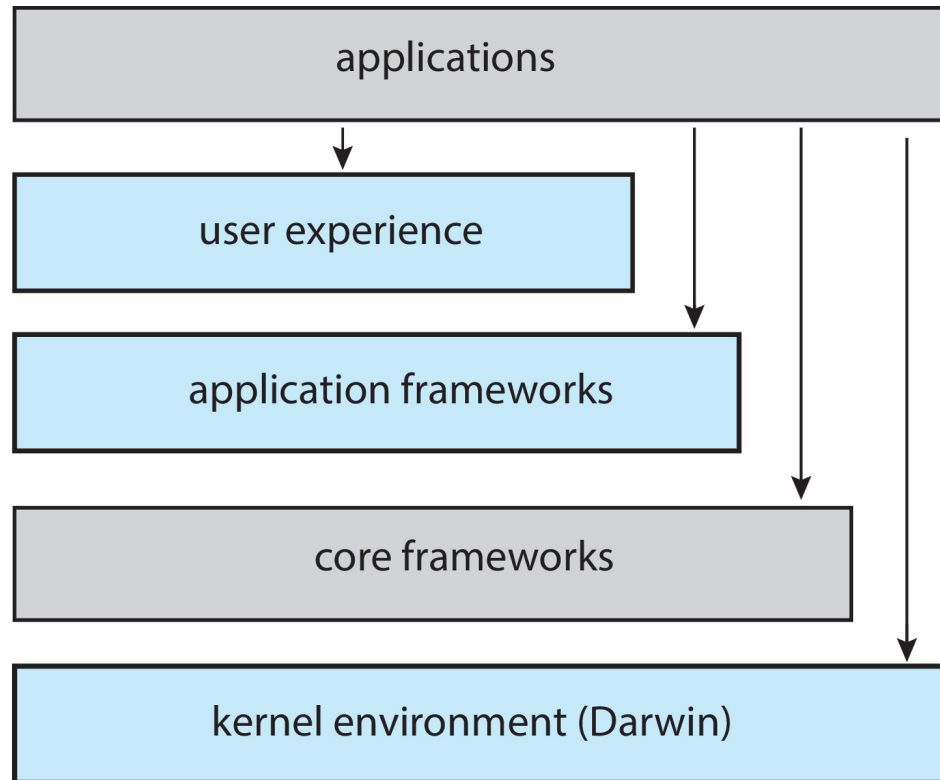 applications
user experience
application frameworks
core frameworks
kernel environment (Darwin)